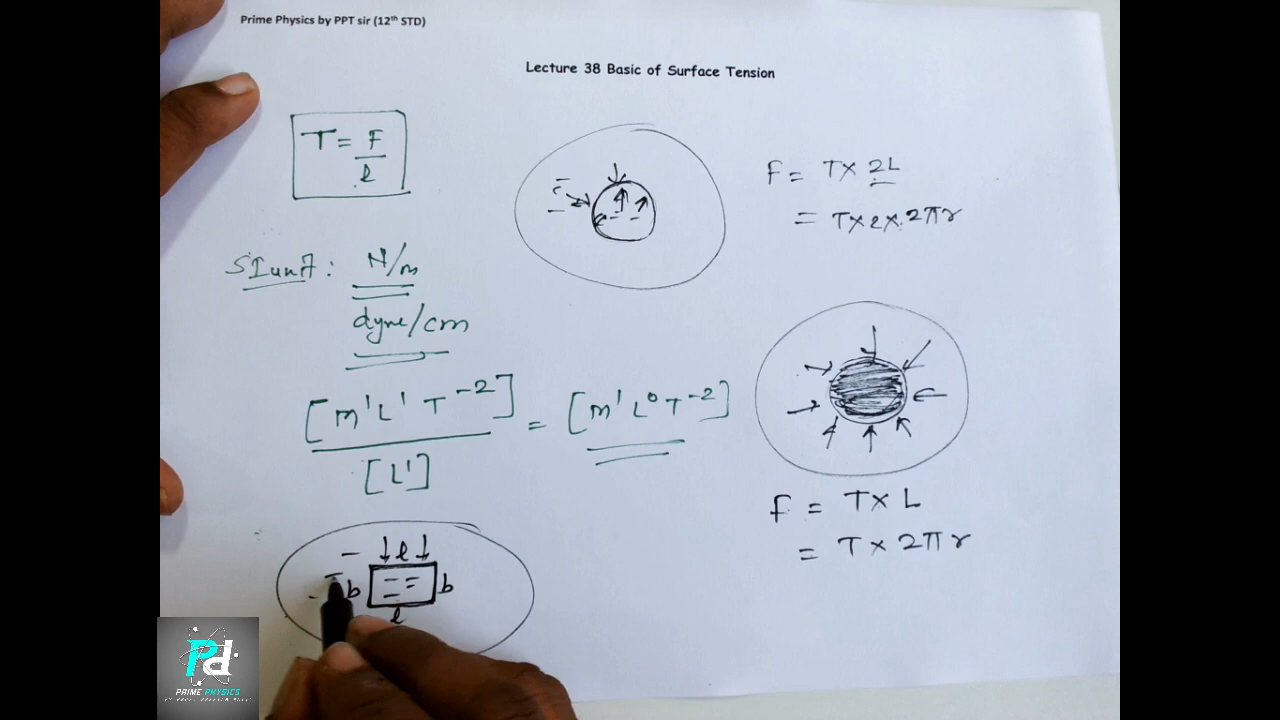 Prime Physics by PPT sir (12th STD)
Lecture 38 Basic of Surface Tension
T = F/l
SI unit : N/m
dyne/cm
[M¹L¹T⁻²] / [L¹] = [M¹L⁰T⁻²]
F = T × 2L
= T × 2 × 2πr
F = T × L
= T × 2πr
l
b b
l
Pd
PRIME PHYSICS